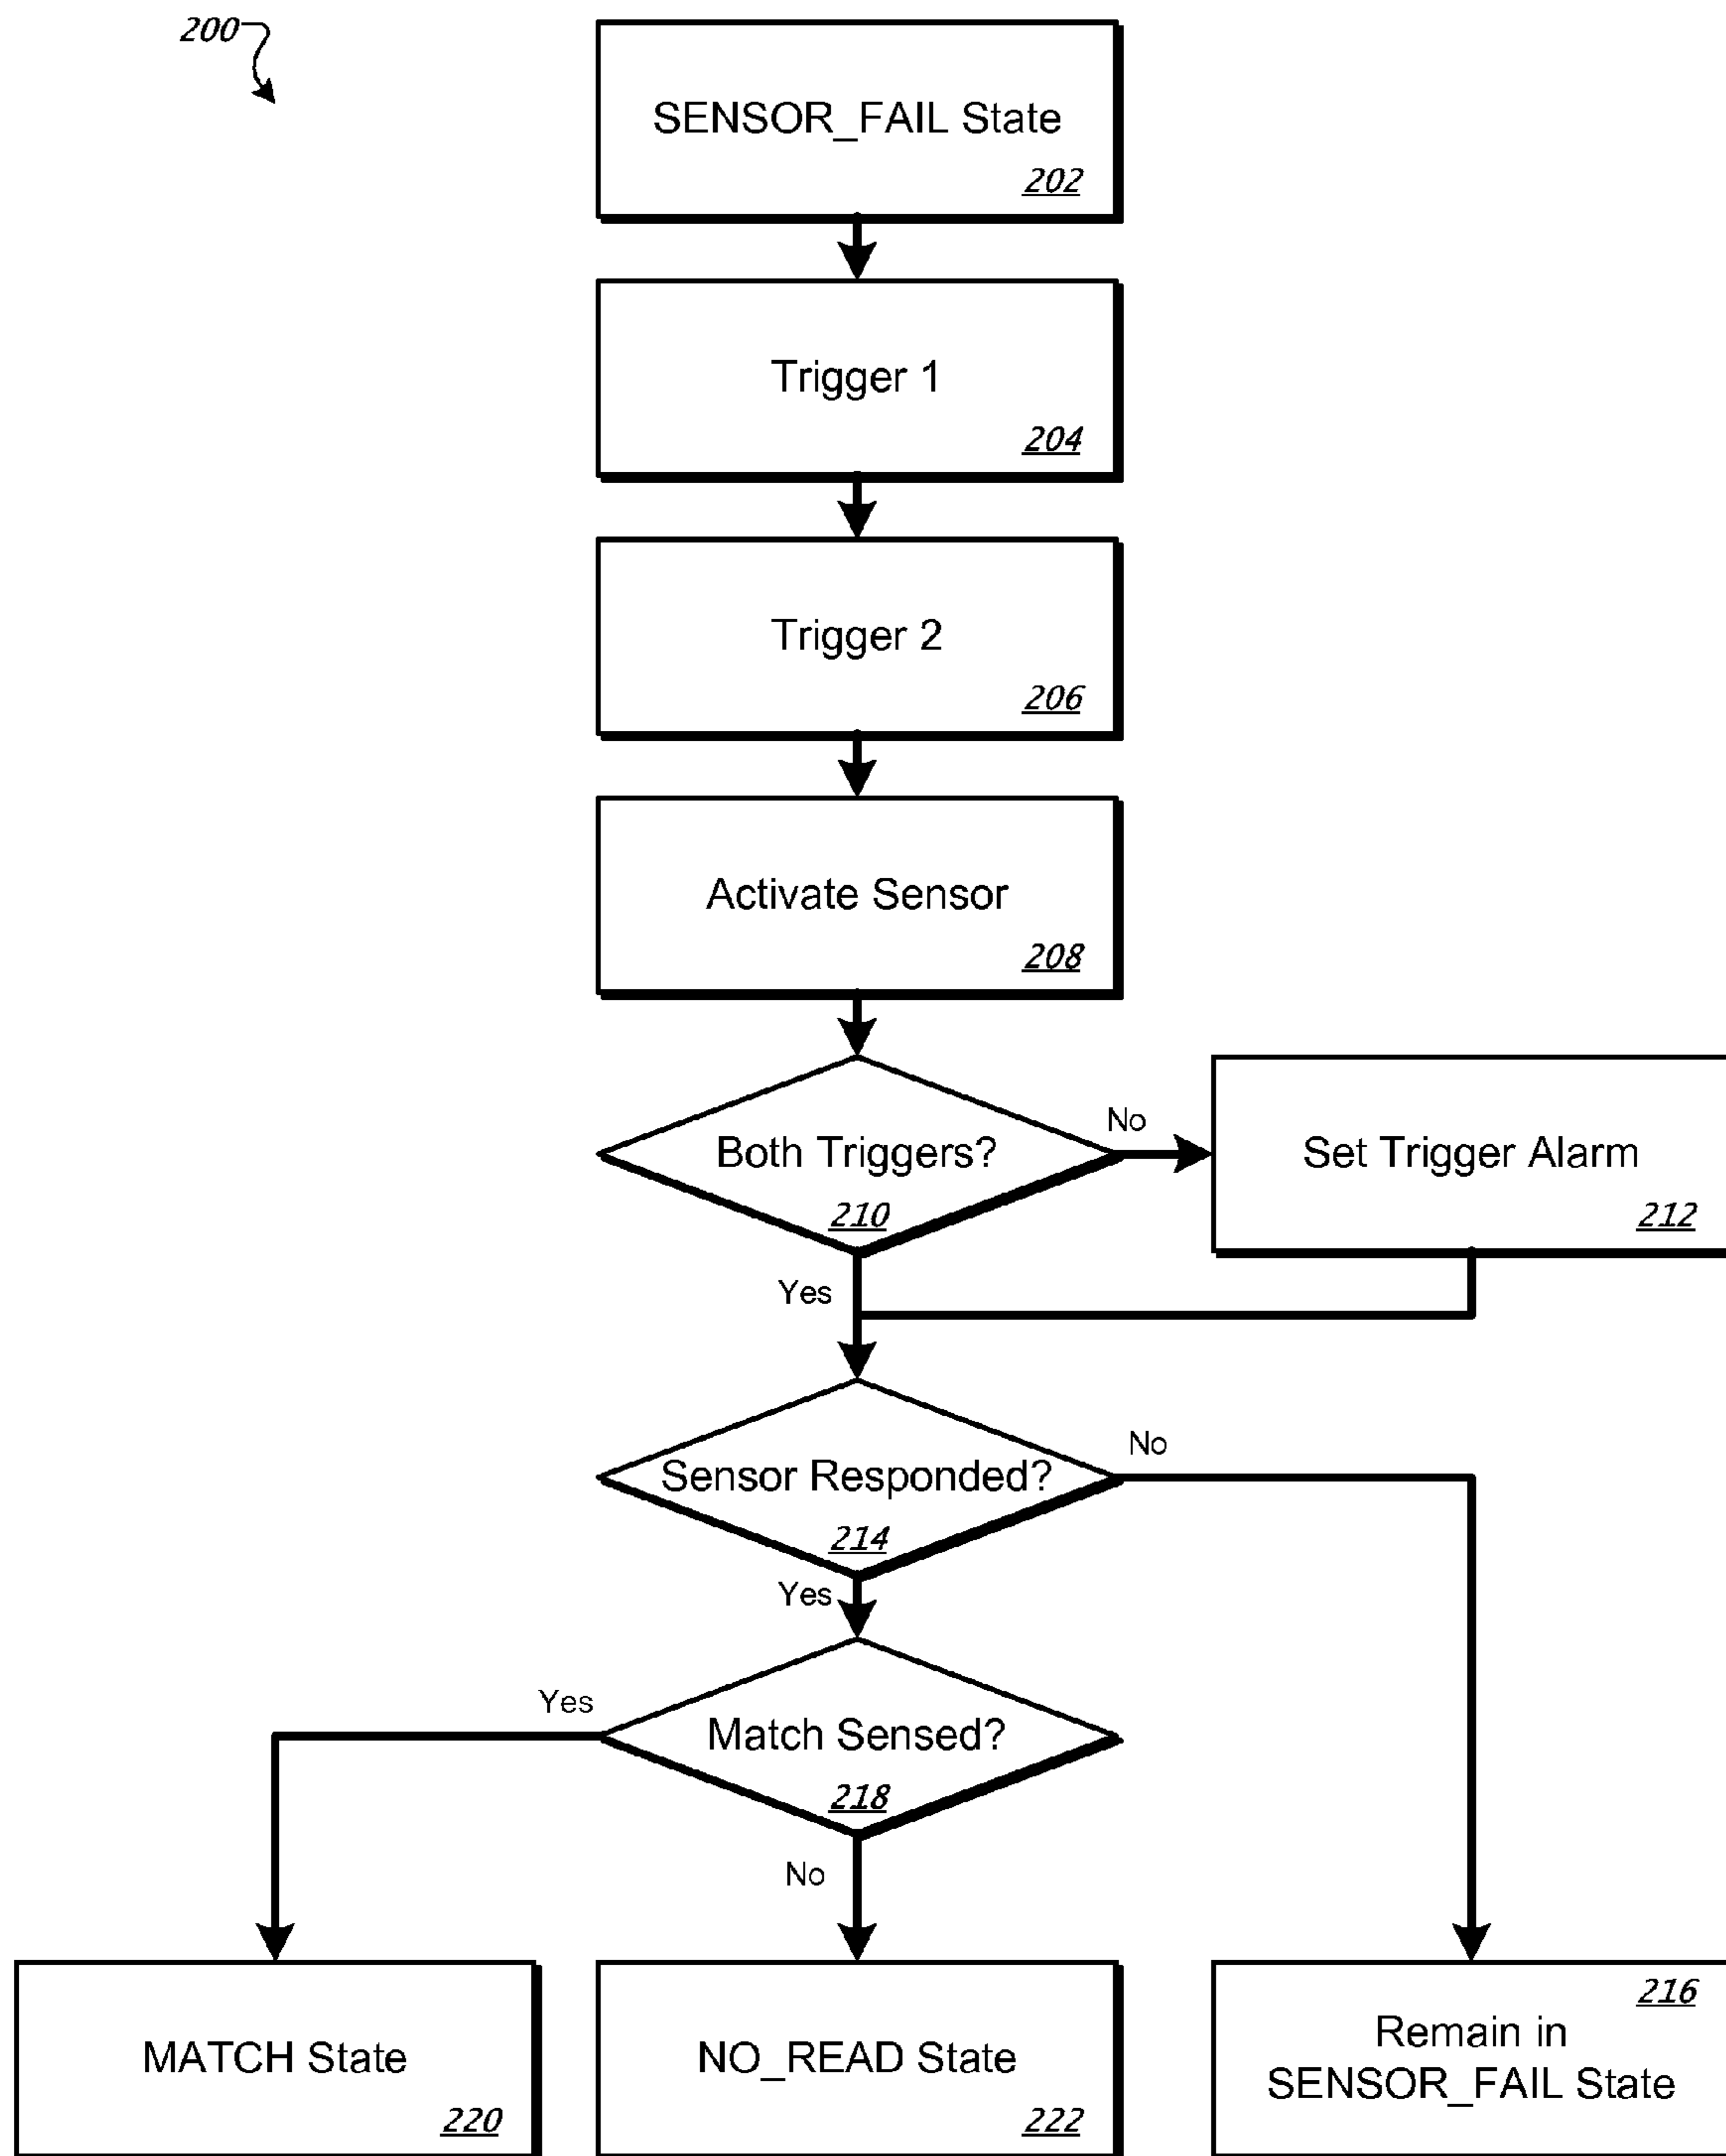 200
SENSOR_FAIL State
202
Trigger 1
204
Trigger 2
206
Activate Sensor
208
Both Triggers?
210
No
Set Trigger Alarm
212
Yes
Sensor Responded?
214
No
Yes
Match Sensed?
218
Yes
No
MATCH State
220
NO_READ State
222
216
Remain in
SENSOR_FAIL State